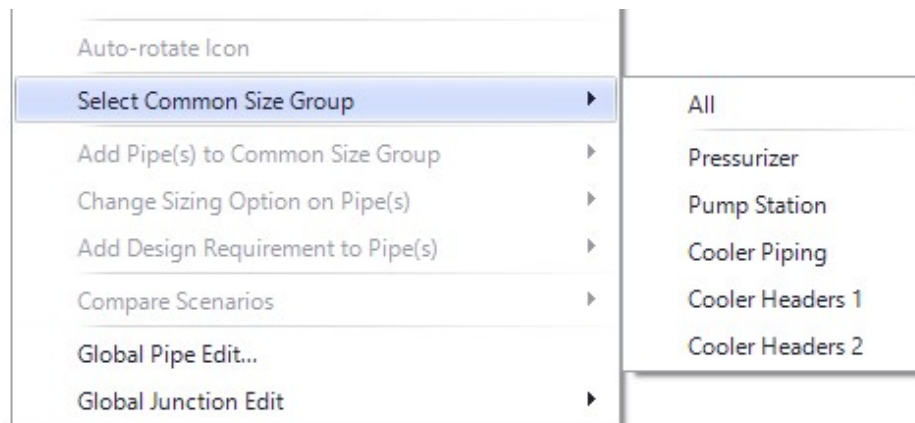 Auto-rotate Icon
Select Common Size Group
Add Pipe(s) to Common Size Group
Change Sizing Option on Pipe(s)
Add Design Requirement to Pipe(s)
Compare Scenarios
Global Pipe Edit...
Global Junction Edit
All
Pressurizer
Pump Station
Cooler Piping
Cooler Headers 1
Cooler Headers 2